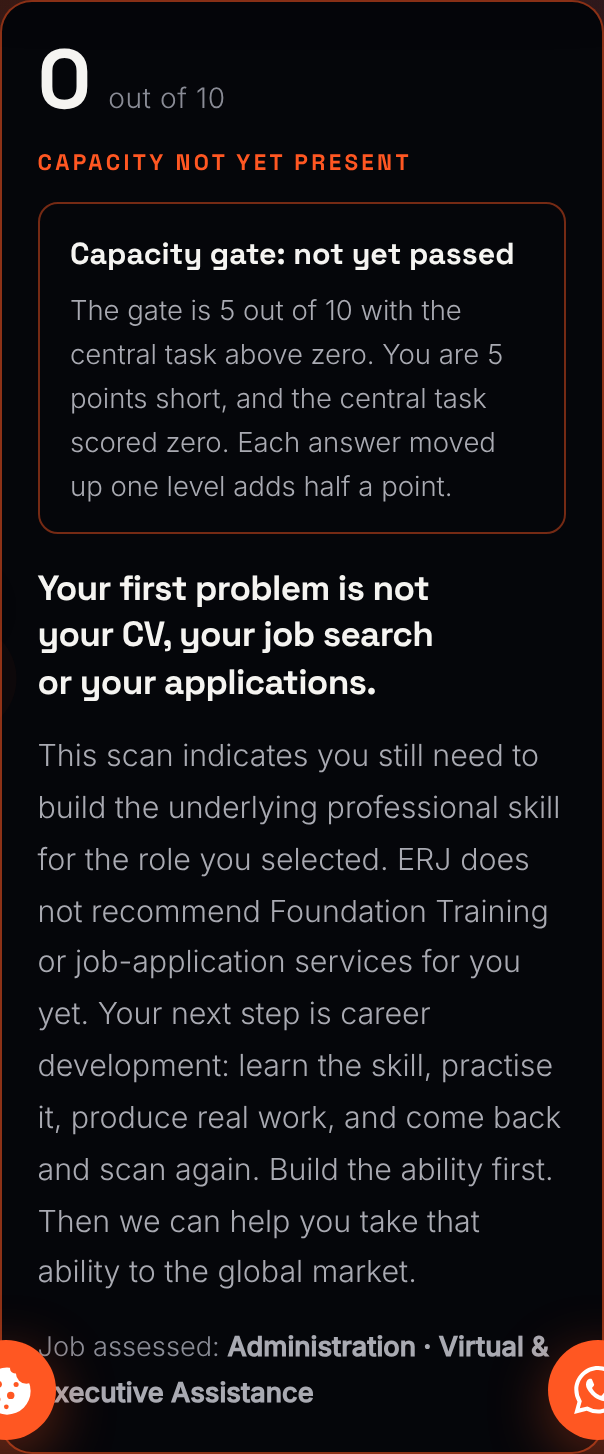 0 out of 10
CAPACITY NOT YET PRESENT
Capacity gate: not yet passed
The gate is 5 out of 10 with the
central task above zero. You are 5
points short, and the central task
scored zero. Each answer moved
up one level adds half a point.
Your first problem is not
your CV, your job search
or your applications.
This scan indicates you still need to
build the underlying professional skill
for the role you selected. ERJ does
not recommend Foundation Training
or job-application services for you
yet. Your next step is career
development: learn the skill, practise
it, produce real work, and come back
and scan again. Build the ability first.
Then we can help you take that
ability to the global market.
Job assessed: Administration · Virtual &
xecutive Assistance